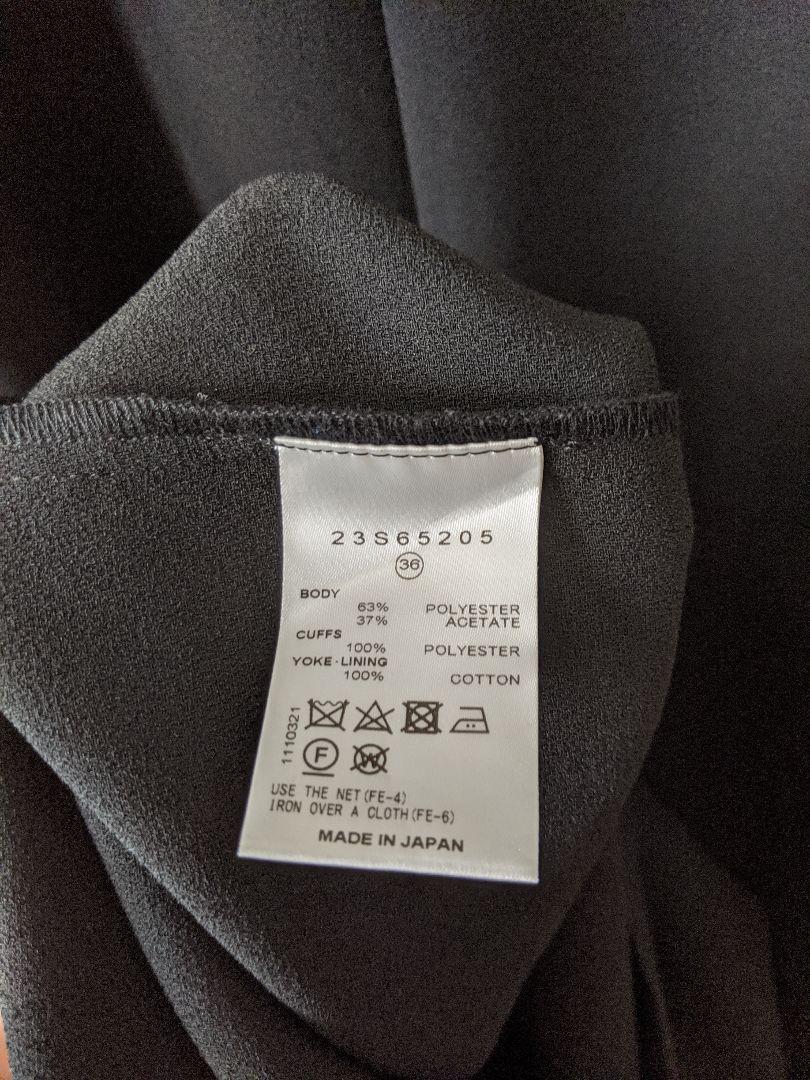 23S65205
36
BODY
63% POLYESTER
37% ACETATE
CUFFS
100% POLYESTER
YOKE·LINING
100% COTTON
1110321
F W
USE THE NET(FE-4)
IRON OVER A CLOTH(FE-6)
MADE IN JAPAN